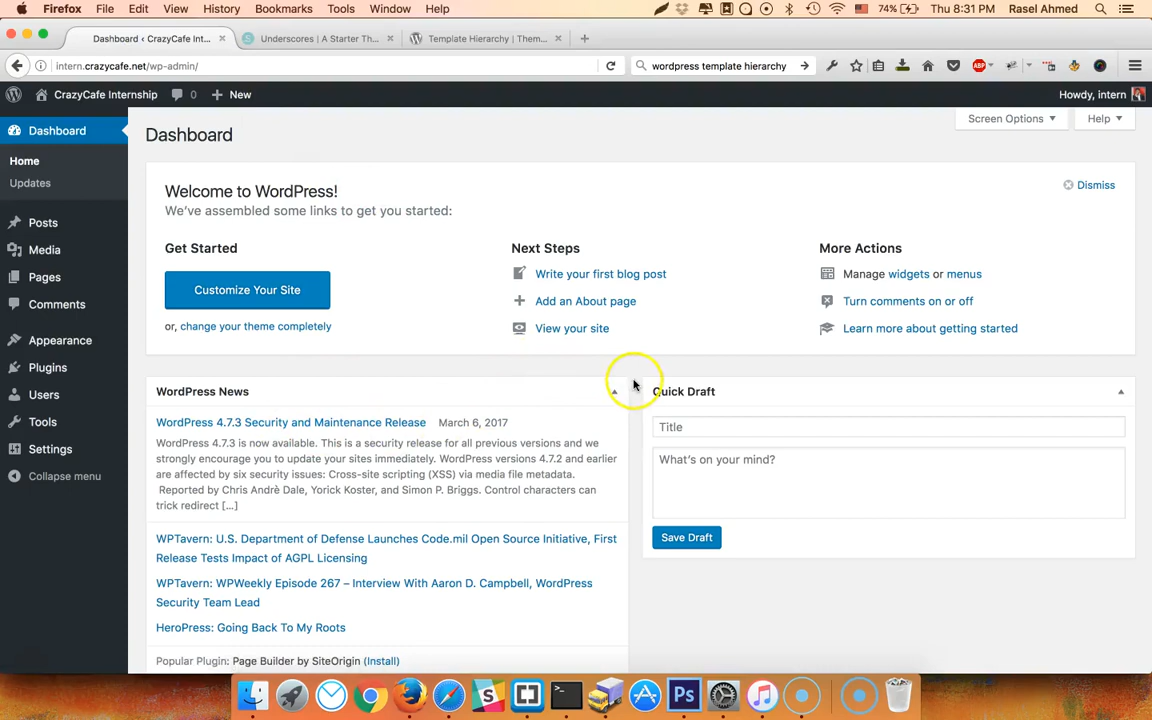 Firefox File Edit View History Bookmarks Tools Window Help 74% Thu 8:31 PM Rasel Ahmed
Dashboard ‹ CrazyCafe Int... Underscores | A Starter Th... Template Hierarchy | Them...
intern.crazycafe.net/wp-admin/ wordpress template hierarchy ABP
CrazyCafe Internship 0 New Howdy, intern
Dashboard
Home
Updates
Posts
Media
Pages
Comments
Appearance
Plugins
Users
Tools
Settings
Collapse menu
Screen Options Help
Dashboard
Welcome to WordPress! Dismiss
We've assembled some links to get you started:
Get Started
Customize Your Site
or, change your theme completely
Next Steps
Write your first blog post
Add an About page
View your site
More Actions
Manage widgets or menus
Turn comments on or off
Learn more about getting started
WordPress News
WordPress 4.7.3 Security and Maintenance Release March 6, 2017
WordPress 4.7.3 is now available. This is a security release for all previous versions and we
strongly encourage you to update your sites immediately. WordPress versions 4.7.2 and earlier
are affected by six security issues: Cross-site scripting (XSS) via media file metadata.
Reported by Chris Andrè Dale, Yorick Koster, and Simon P. Briggs. Control characters can
trick redirect [...]
WPTavern: U.S. Department of Defense Launches Code.mil Open Source Initiative, First
Release Tests Impact of AGPL Licensing
WPTavern: WPWeekly Episode 267 – Interview With Aaron D. Campbell, WordPress
Security Team Lead
HeroPress: Going Back To My Roots
Popular Plugin: Page Builder by SiteOrigin (Install)
Quick Draft
Title
What's on your mind?
Save Draft
Ps